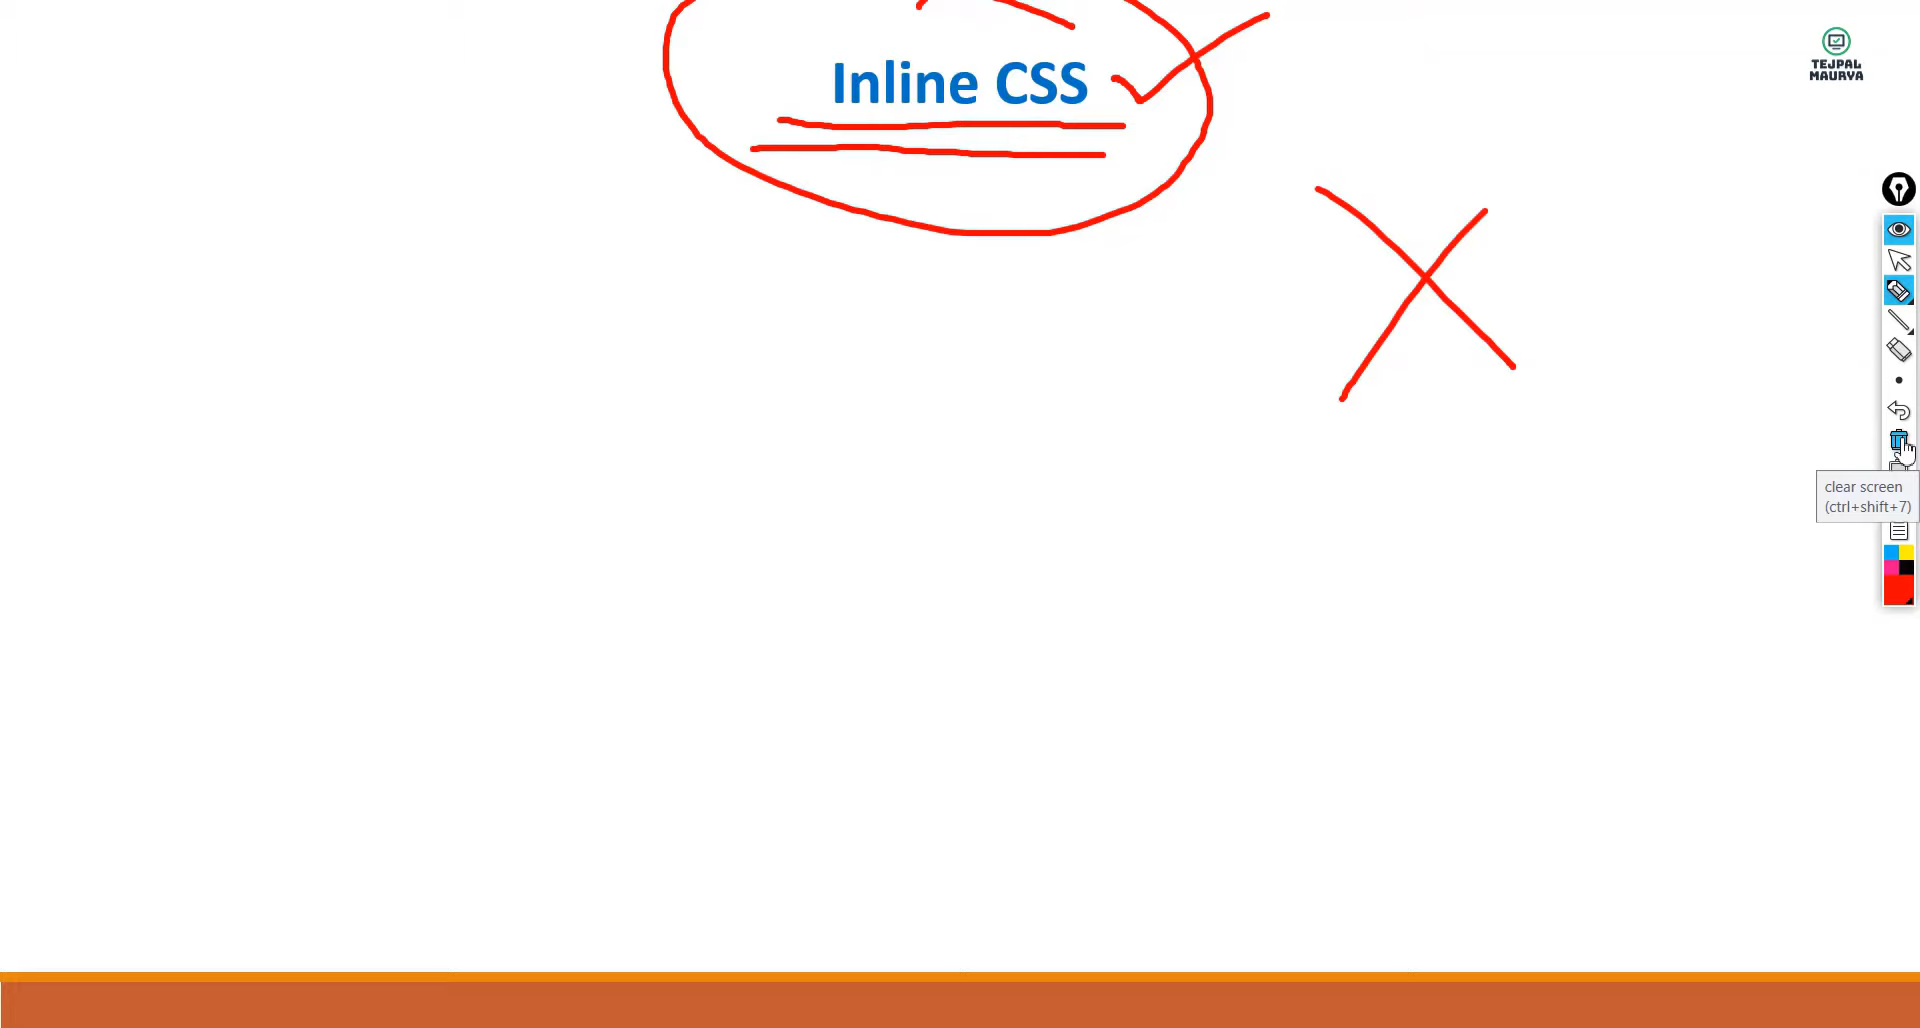 Inline CSS
TEJPAL
MAURYA
clear screen
(ctrl+shift+7)